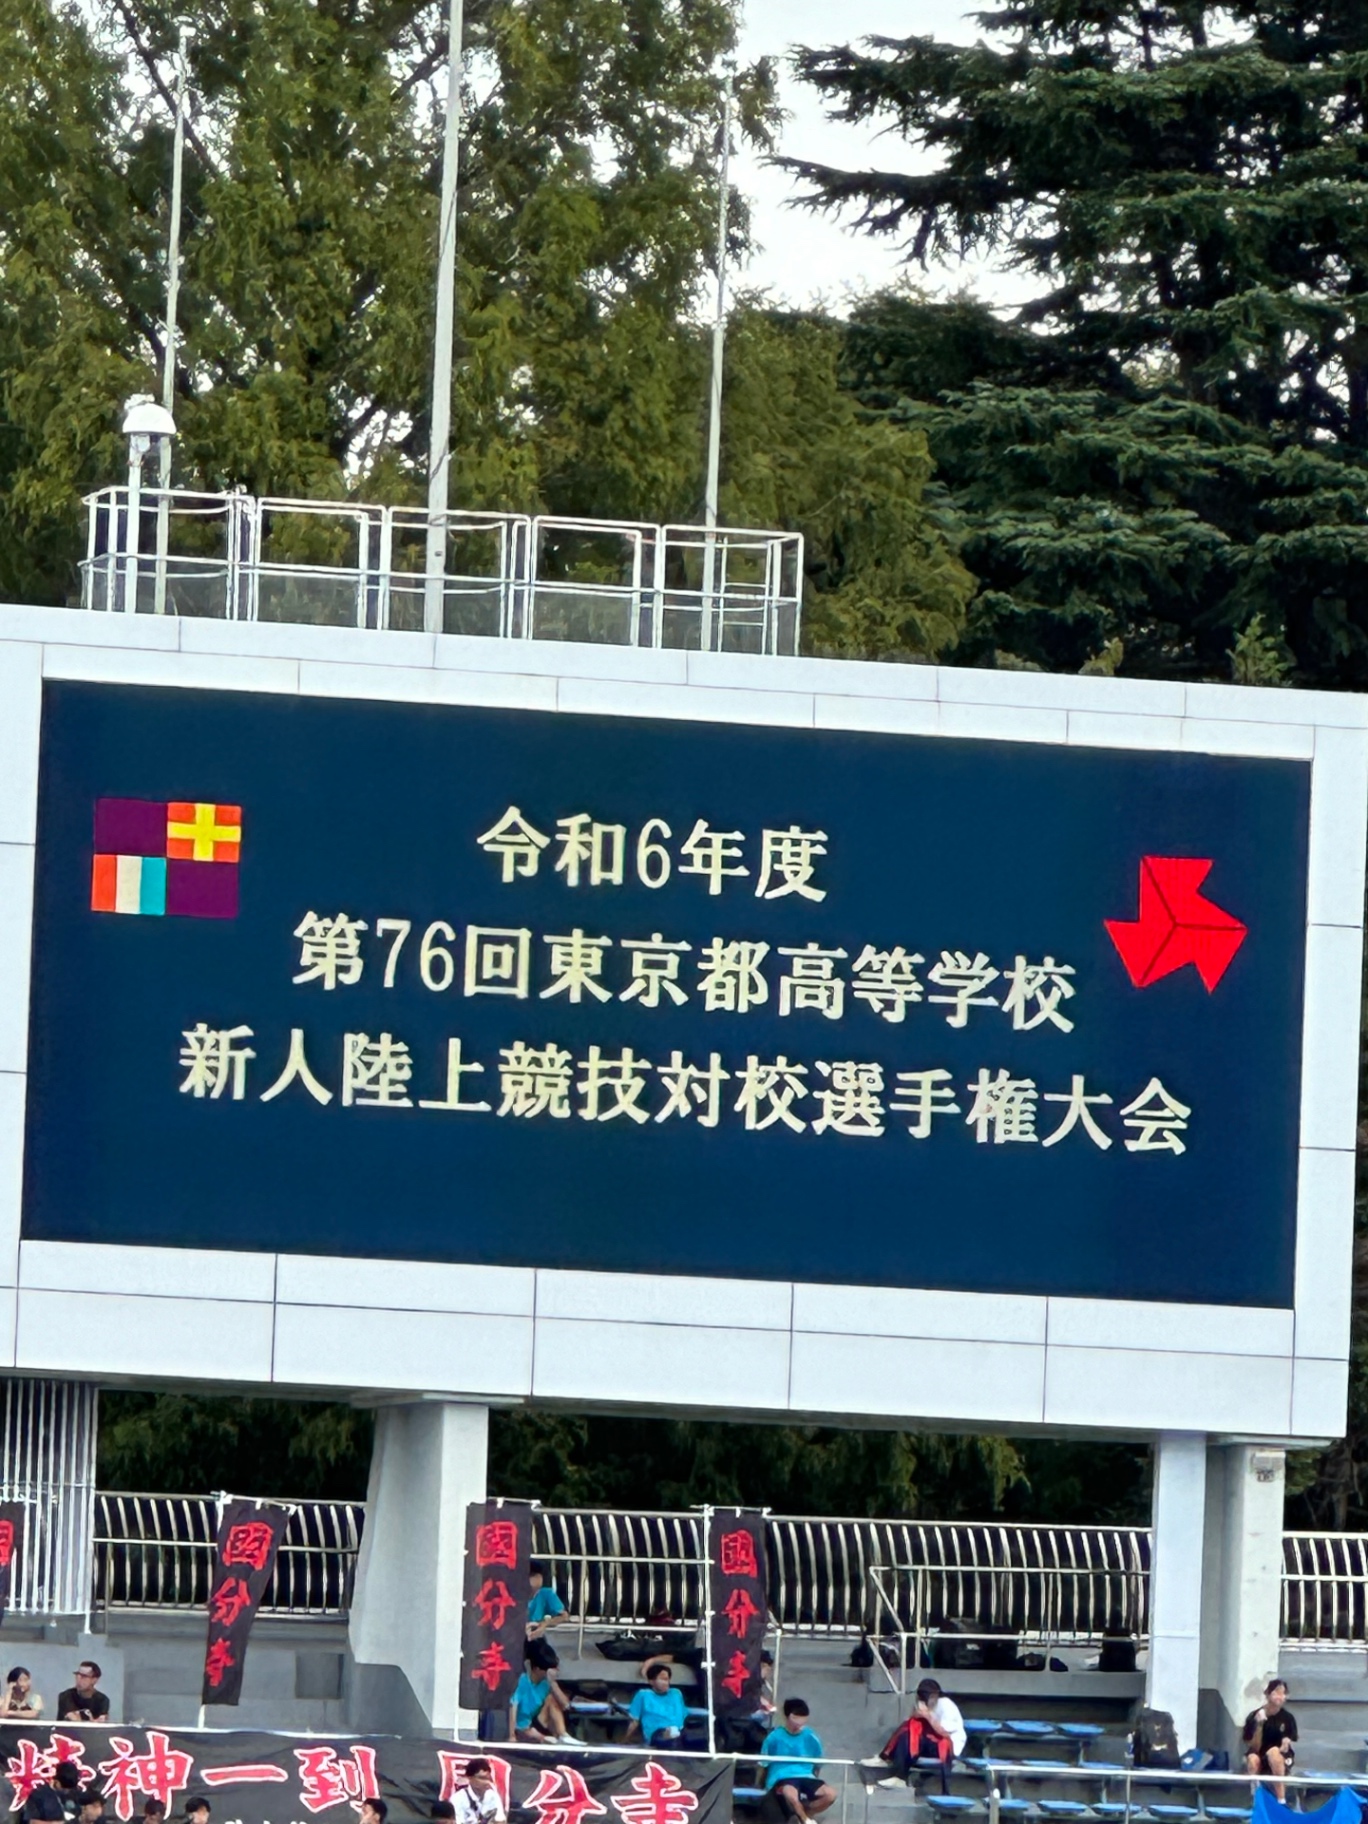 令和6年度
第76回東京都高等学校
新人陸上競技対校選手権大会
國分寺
國分寺
國分寺
精神一到 国分寺